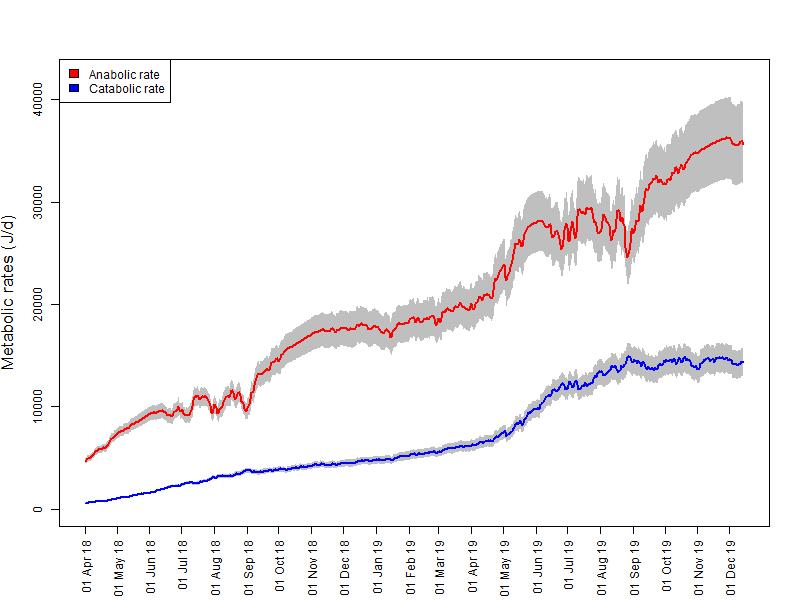 Anabolic rate
Catabolic rate
Metabolic rates (J/d)
40000
30000
20000
10000
0
01 Apr 18
01 May 18
01 Jun 18
01 Jul 18
01 Aug 18
01 Sep 18
01 Oct 18
01 Nov 18
01 Dec 18
01 Jan 19
01 Feb 19
01 Mar 19
01 Apr 19
01 May 19
01 Jun 19
01 Jul 19
01 Aug 19
01 Sep 19
01 Oct 19
01 Nov 19
01 Dec 19